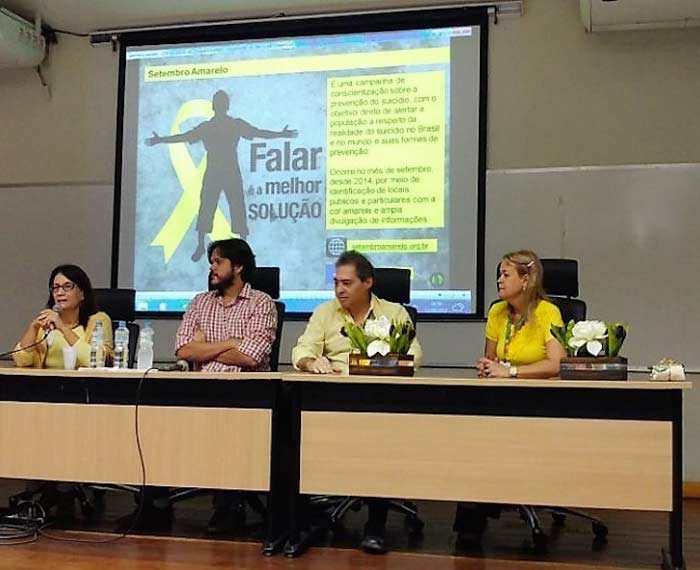 Setembro Amarelo
Falar
é a melhor
SOLUÇÃO
É uma campanha de
conscientização sobre a
prevenção do suicídio, com o
objetivo direto de alertar a
população a respeito da
realidade do suicídio no Brasil
e no mundo e suas formas de
prevenção.
Ocorre no mês de setembro,
desde 2014, por meio de
identificação de locais
públicos e particulares com a
cor amarela e ampla
divulgação de informações.
setembroamarelo.org.br